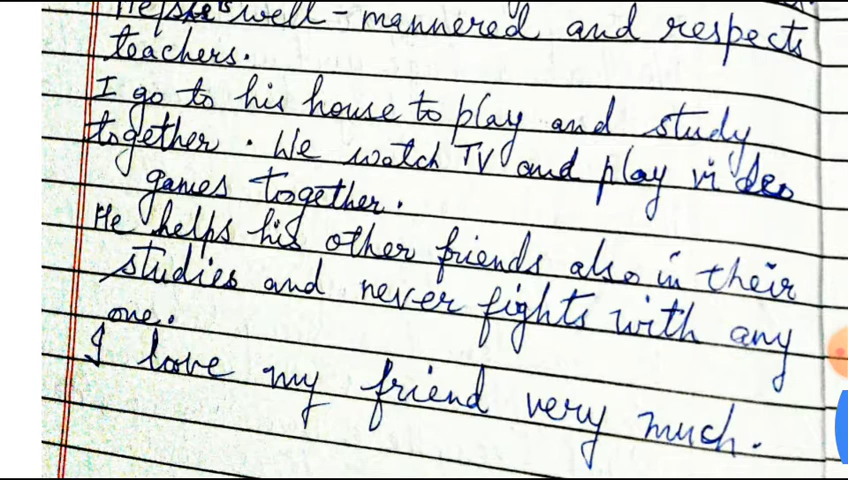 well-mannered and respects
teachers.
I go to his house to play and study
together. We watch TV and play video
games together.
He helps his other friends also in their
studies and never fights with any
one.
I love my friend very much.